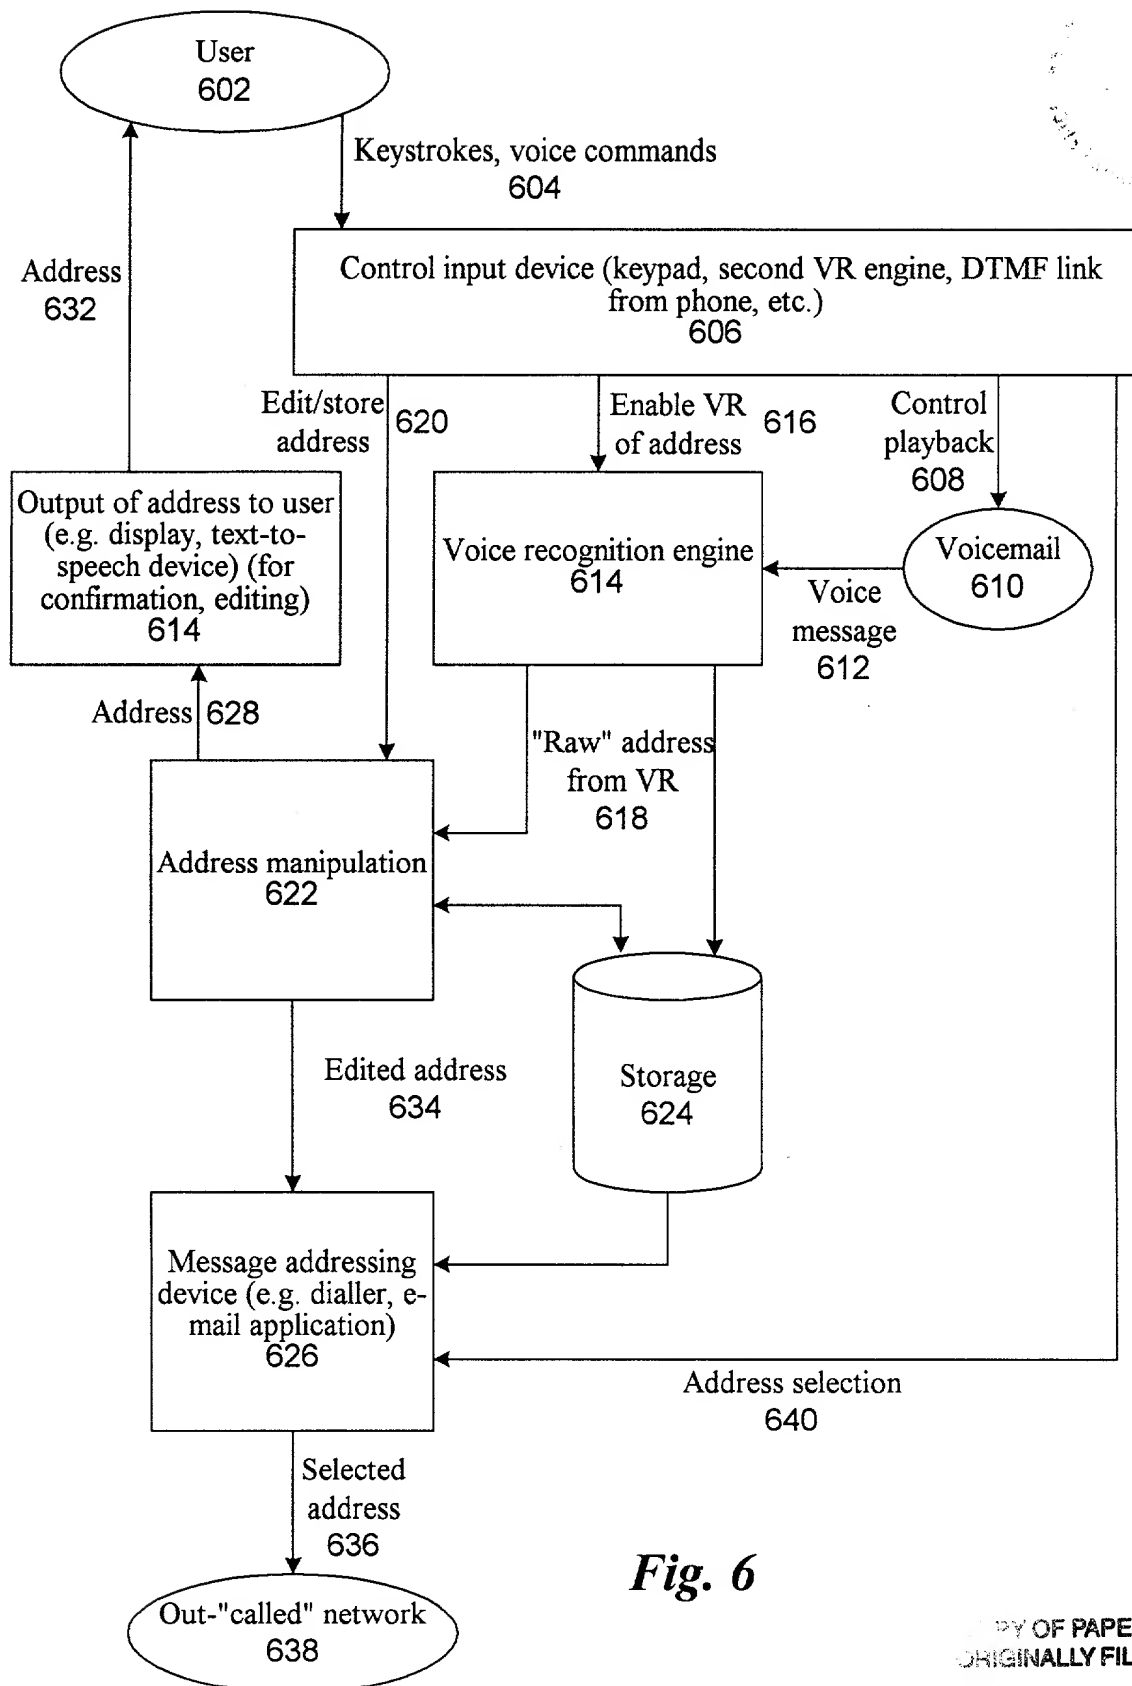 User
602
Keystrokes, voice commands
604
Address
632
Control input device (keypad, second VR engine, DTMF link
from phone, etc.)
606
Edit/store
address
620
Enable VR
of address
616
Control
playback
608
Output of address to user
(e.g. display, text-to-
speech device) (for
confirmation, editing)
614
Voice recognition engine
614
Voicemail
610
Voice
message
612
Address 628
"Raw" address
from VR
618
Address manipulation
622
Edited address
634
Storage
624
Message addressing
device (e.g. dialler, e-
mail application)
626
Address selection
640
Selected
address
636
Out-"called" network
638
Fig. 6
OF PAPE
ORIGINALLY FIL